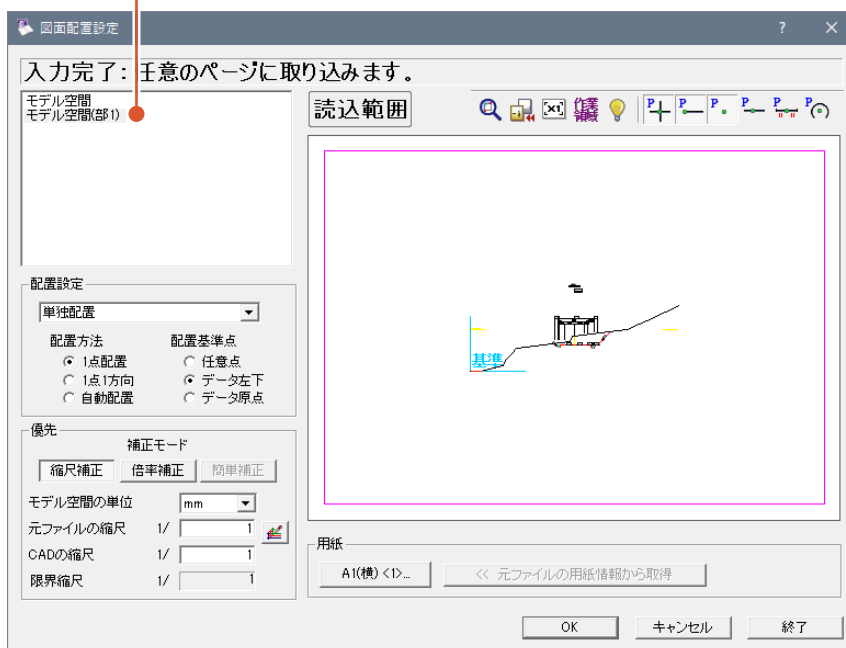 図面配置設定
? ×
入力完了: 任意のページに取り込みます。
モデル空間
モデル空間(部1)
読込範囲
作業
編集
P P P P P P
基準
配置設定
単独配置
配置方法 配置基準点
1点配置 任意点
1点1方向 データ左下
自動配置 データ原点
優先
補正モード
縮尺補正 倍率補正 簡単補正
モデル空間の単位 mm
元ファイルの縮尺 1/ 1
CADの縮尺 1/ 1
限界縮尺 1/ 1
用紙
A1(横) <1>... << 元ファイルの用紙情報から取得
OK キャンセル 終了